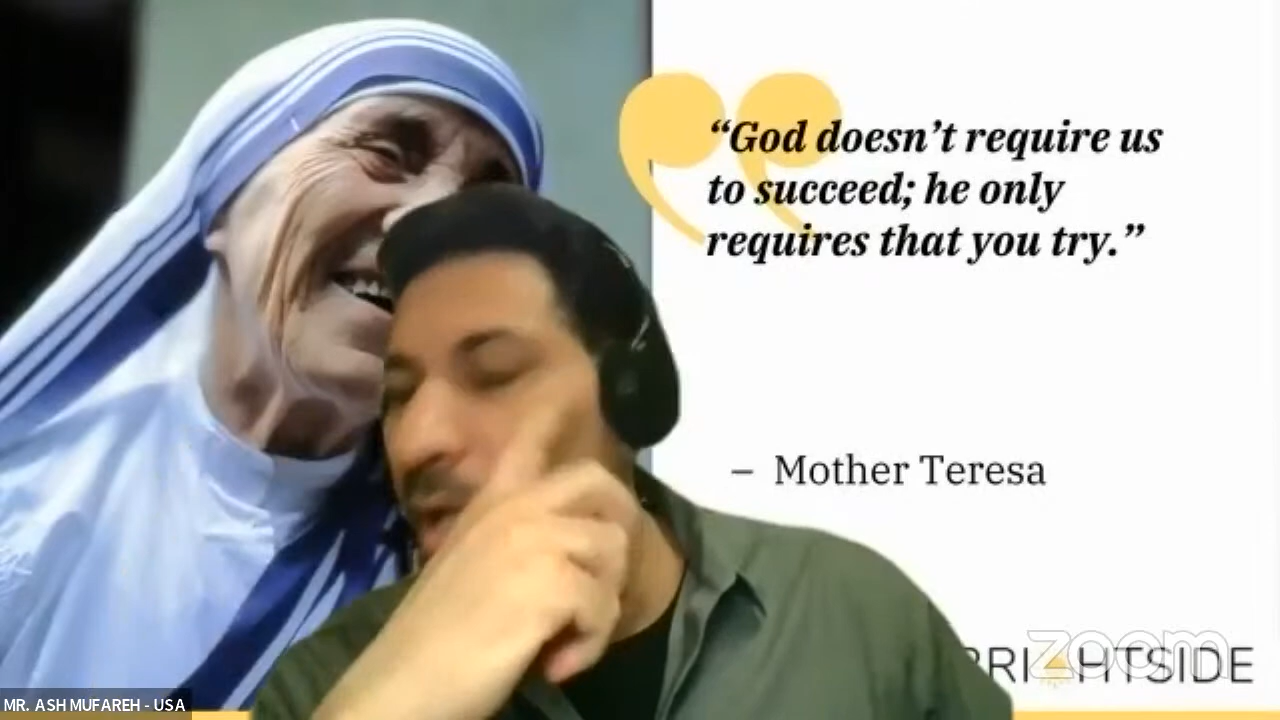 “God doesn’t require us
to succeed; he only
requires that you try.”
– Mother Teresa
zoom
MR. ASH MUFAREH - USA